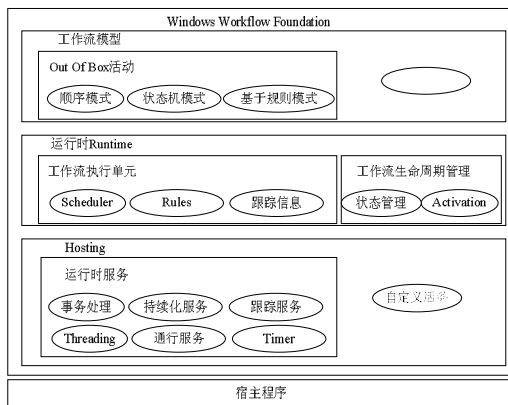 Windows Workflow Foundation
工作流模型
Out Of Box活动
顺序模式
状态机模式
基于规则模式
运行时Runtime
工作流执行单元
工作流生命周期管理
Scheduler
Rules
跟踪信息
状态管理
Activation
Hosting
运行时服务
事务处理
持续化服务
跟踪服务
自定义活
Threading
通行服务
Timer
宿主程序